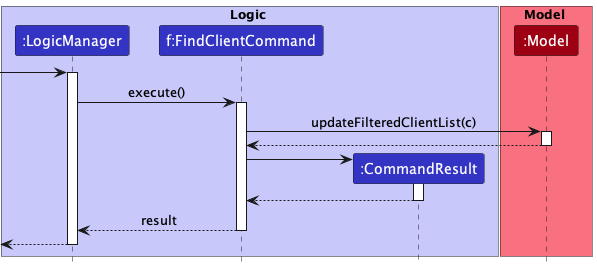 Logic
Model
:LogicManager
f:FindClientCommand
:Model
execute()
updateFilteredClientList(c)
:CommandResult
result